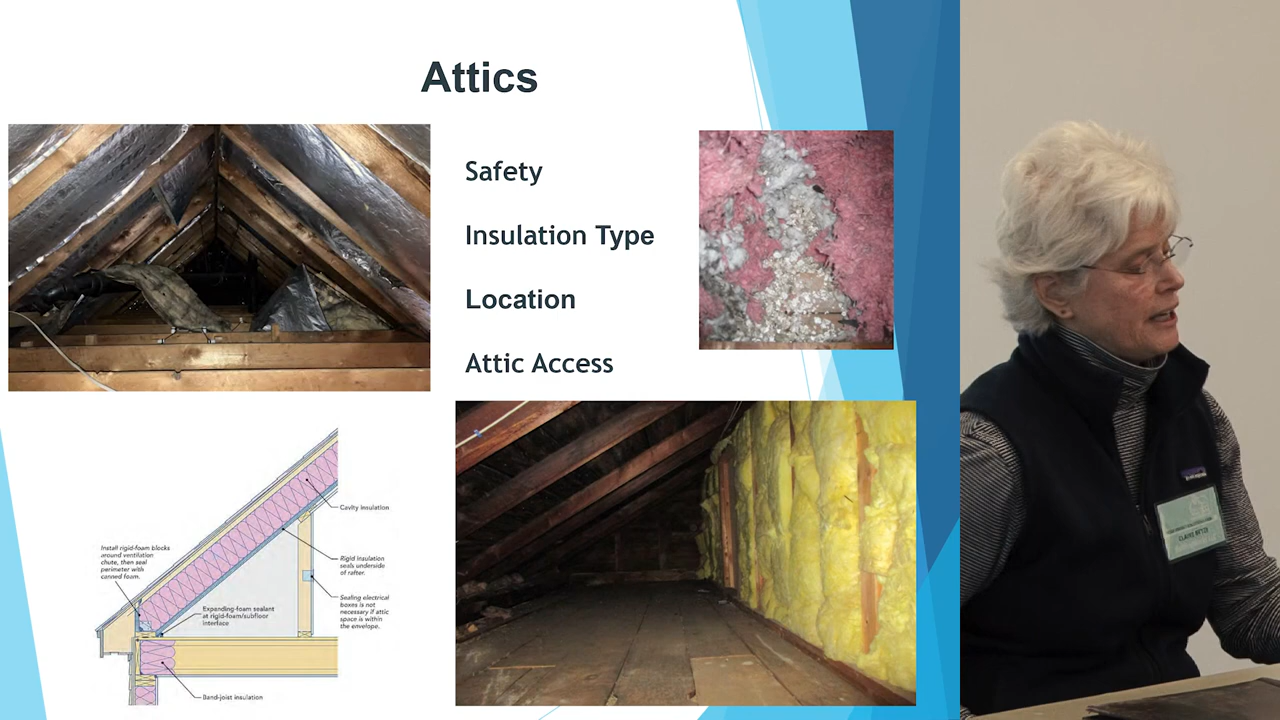 Attics
Safety
Insulation Type
Location
Attic Access
Cavity insulation
Install rigid-foam blocks
around ventilation
chute, then seal
perimeter with
canned foam.
Rigid insulation
seals underside
of rafter.
Expanding-foam sealant
at rigid-foam/subfloor
interface
Sealing electrical
boxes is not
necessary if attic
space is within
the envelope.
Band-joist insulation